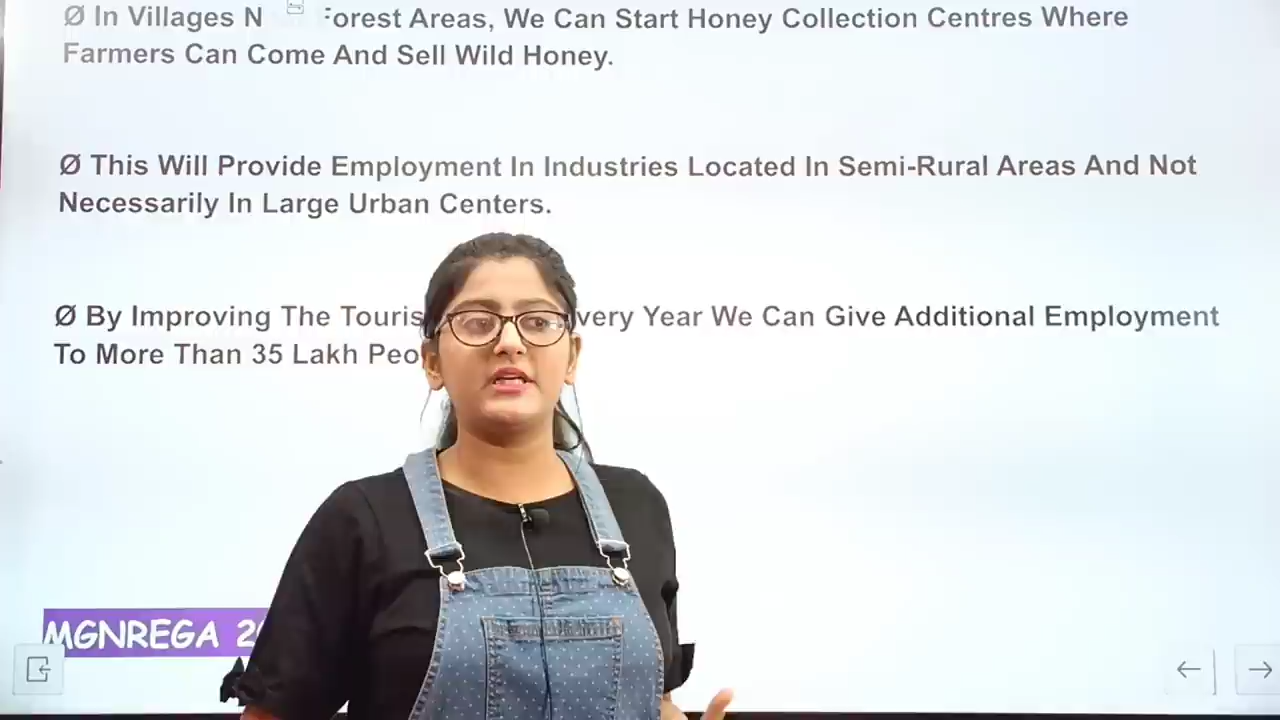 Ø In Villages N Forest Areas, We Can Start Honey Collection Centres Where
Farmers Can Come And Sell Wild Honey.
Ø This Will Provide Employment In Industries Located In Semi-Rural Areas And Not
Necessarily In Large Urban Centers.
Ø By Improving The Touris very Year We Can Give Additional Employment
To More Than 35 Lakh Peo
MGNREGA 20